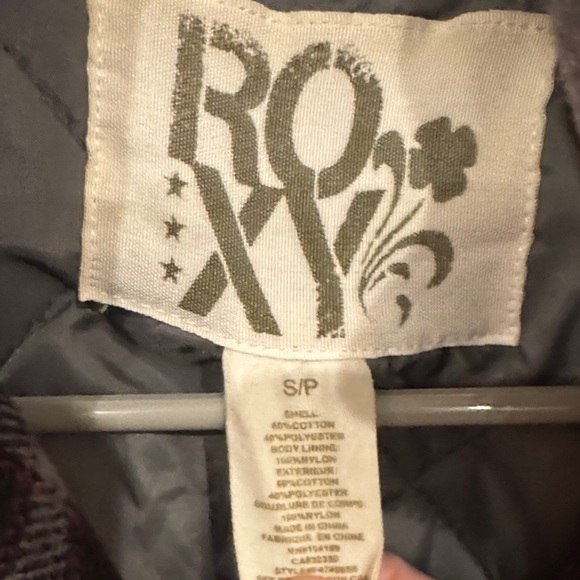 RO
XY
S/P
SHELL:
60%COTTON
40%POLYESTER
BODY LINING:
100%NYLON
EXTERIEUR:
60%COTTON
40%POLYESTER
DOUBLURE DE CORPS:
100%NYLON
MADE IN CHINA
FABRIQUE EN CHINE